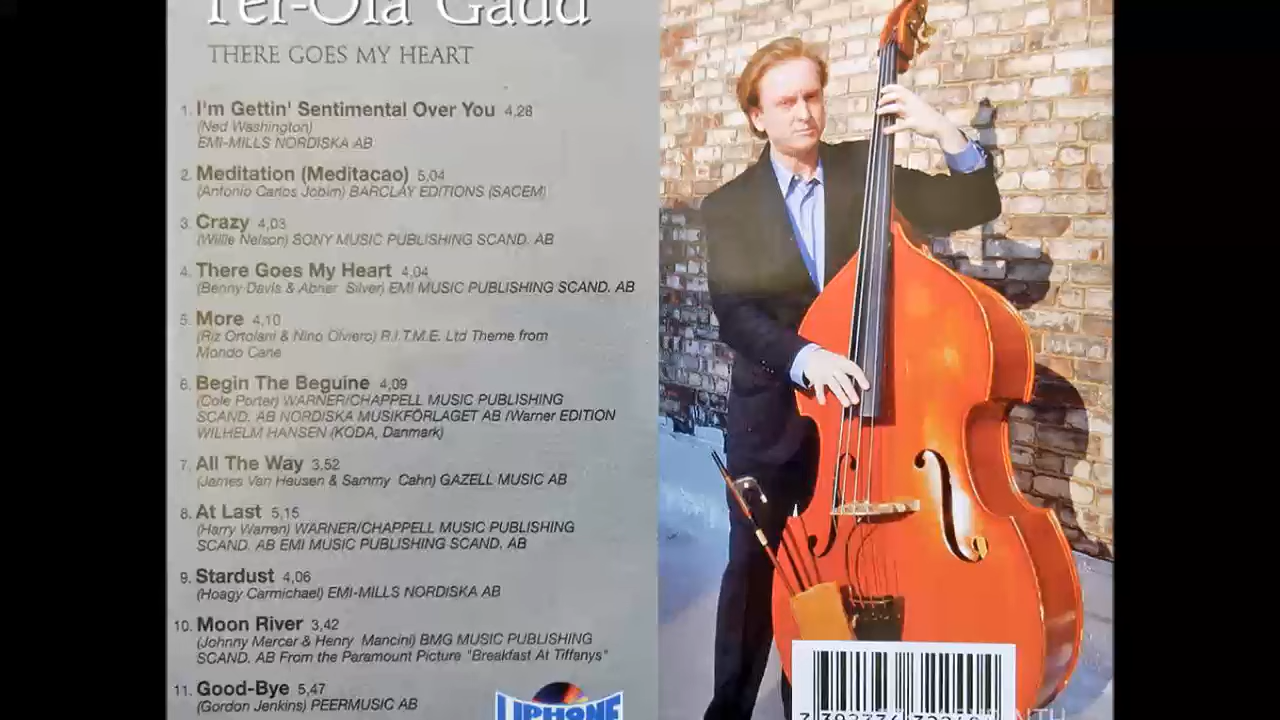 Per-Ola Gadd
THERE GOES MY HEART
1. I'm Gettin' Sentimental Over You 4,28
(Ned Washington)
EMI-MILLS NORDISKA AB
2. Meditation (Meditacao) 5,04
(Antonio Carlos Jobim) BARCLAY EDITIONS (SACEM)
3. Crazy 4,03
(Willie Nelson) SONY MUSIC PUBLISHING SCAND. AB
4. There Goes My Heart 4,04
(Benny Davis & Abner Silver) EMI MUSIC PUBLISHING SCAND. AB
5. More 4,10
(Riz Ortolani & Nino Olviero) R.I.T.M.E. Ltd Theme from
Mondo Cane
6. Begin The Beguine 4,09
(Cole Porter) WARNER/CHAPPELL MUSIC PUBLISHING
SCAND. AB NORDISKA MUSIKFÖRLAGET AB /Warner EDITION
WILHELM HANSEN (KODA, Danmark)
7. All The Way 3,52
(James Van Heusen & Sammy Cahn) GAZELL MUSIC AB
8. At Last 5,15
(Harry Warren) WARNER/CHAPPELL MUSIC PUBLISHING
SCAND. AB EMI MUSIC PUBLISHING SCAND. AB
9. Stardust 4,06
(Hoagy Carmichael) EMI-MILLS NORDISKA AB
10. Moon River 3,42
(Johnny Mercer & Henry Mancini) BMG MUSIC PUBLISHING
SCAND. AB From the Paramount Picture "Breakfast At Tiffanys"
11. Good-Bye 5,47
(Gordon Jenkins) PEERMUSIC AB
LIPHONE